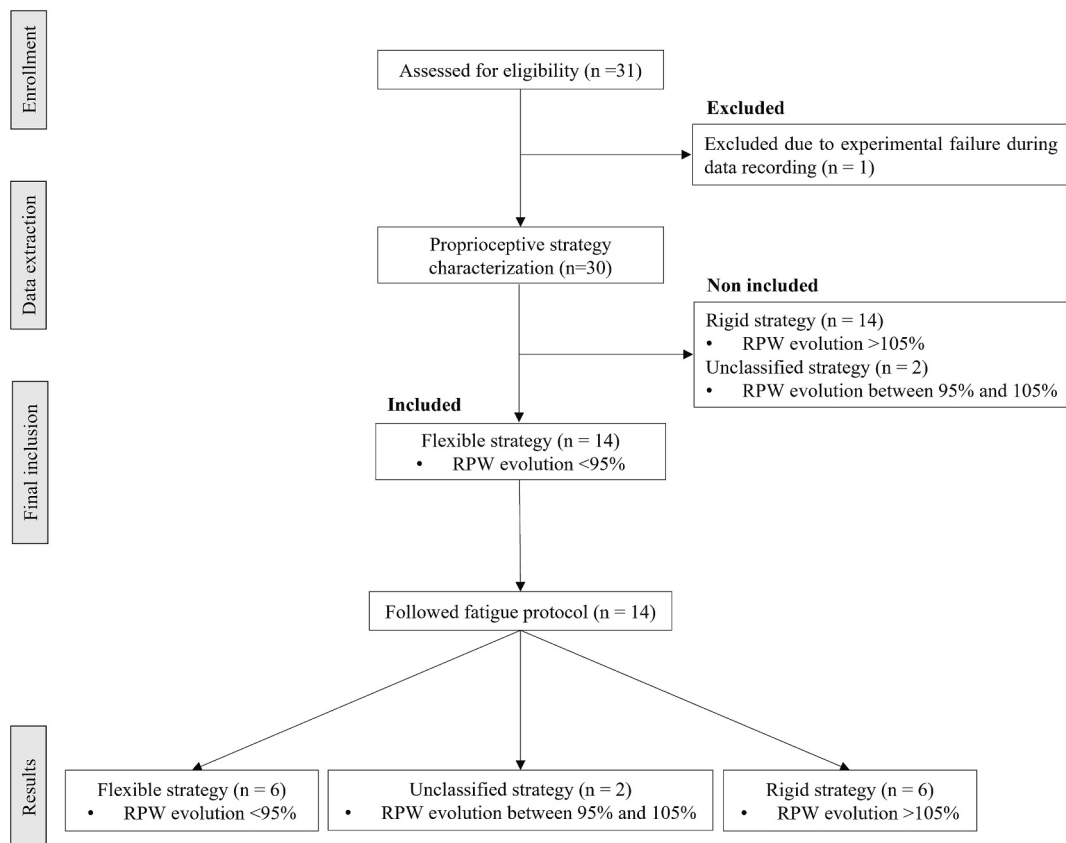 Enrollment
Assessed for eligibility (n =31)
Excluded
Excluded due to experimental failure during
data recording (n = 1)
Data extraction
Proprioceptive strategy
characterization (n=30)
Non included
Rigid strategy (n = 14)
• RPW evolution >105%
Unclassified strategy (n = 2)
• RPW evolution between 95% and 105%
Final inclusion
Included
Flexible strategy (n = 14)
• RPW evolution <95%
Followed fatigue protocol (n = 14)
Results
Flexible strategy (n = 6)
• RPW evolution <95%
Unclassified strategy (n = 2)
• RPW evolution between 95% and 105%
Rigid strategy (n = 6)
• RPW evolution >105%